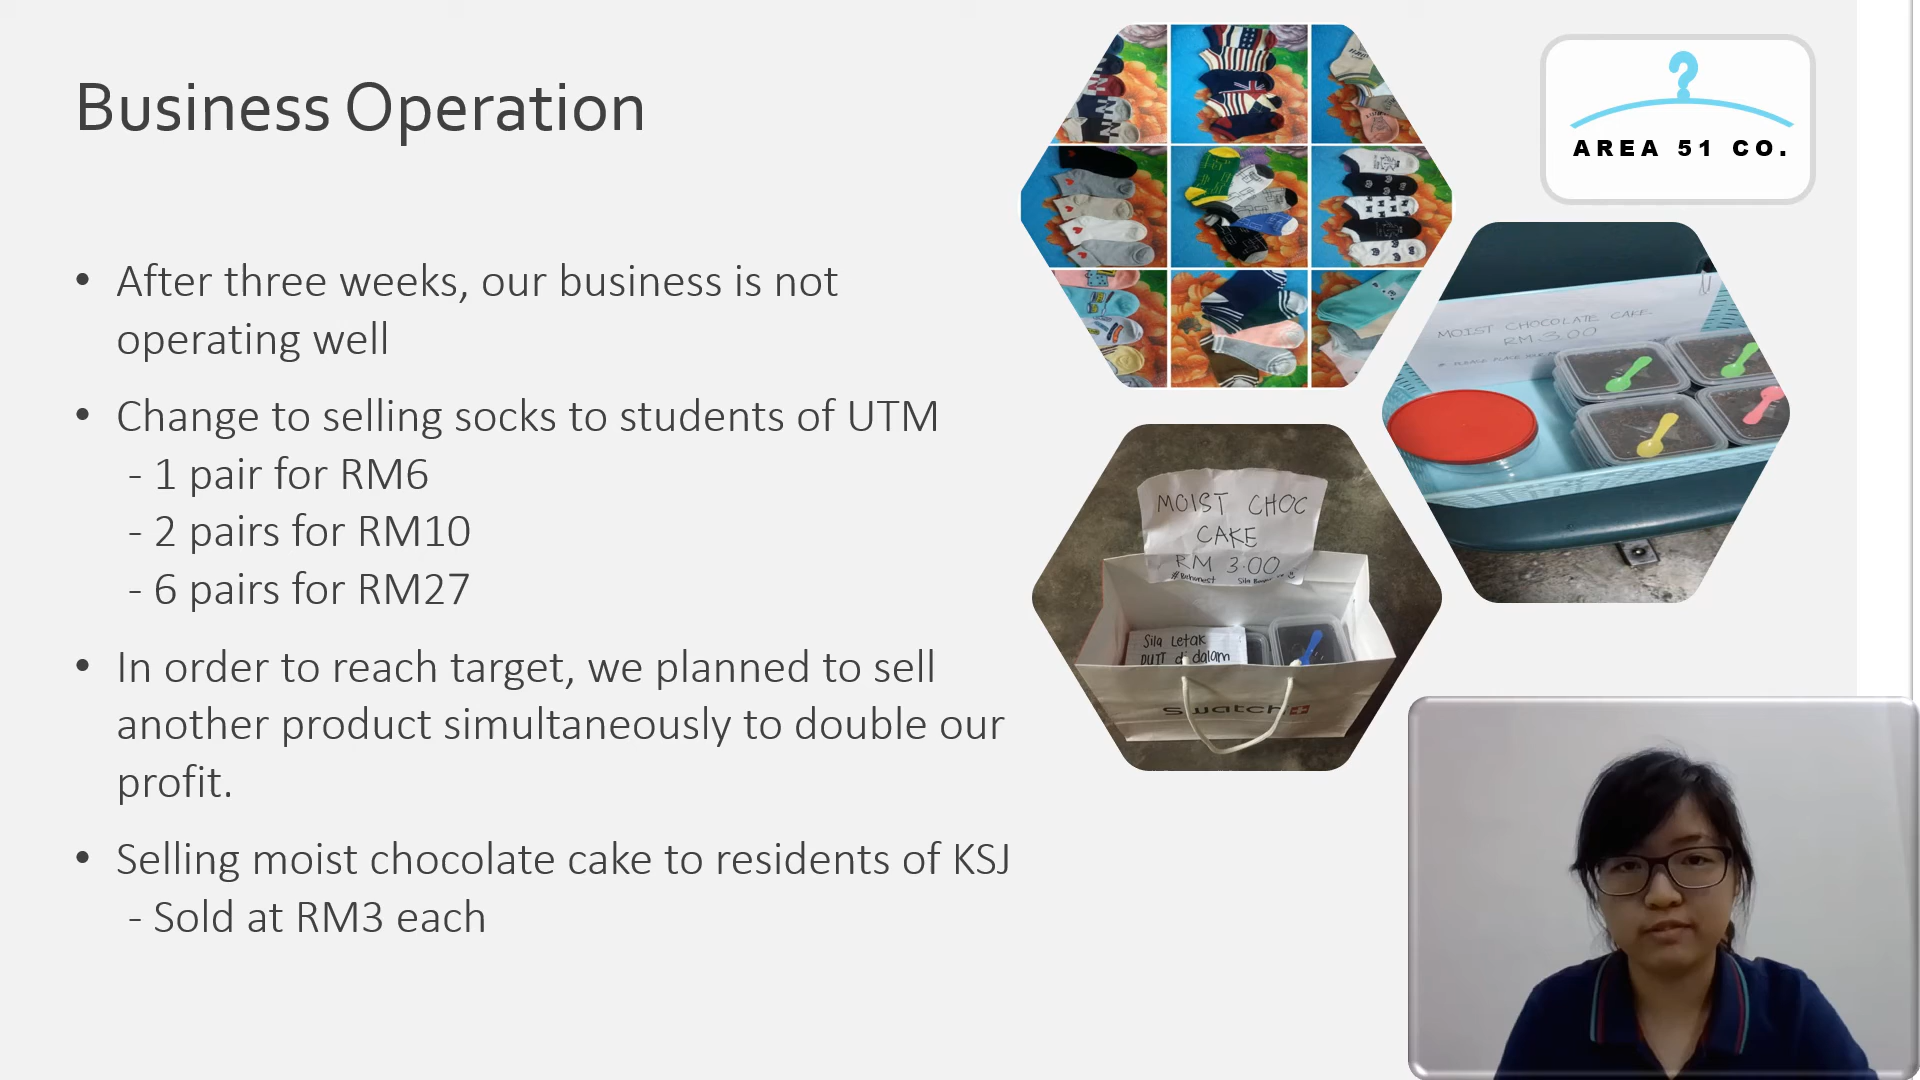 Business Operation
AREA 51 CO.
• After three weeks, our business is not
operating well
• Change to selling socks to students of UTM
- 1 pair for RM6
- 2 pairs for RM10
- 6 pairs for RM27
• In order to reach target, we planned to sell
another product simultaneously to double our
profit.
• Selling moist chocolate cake to residents of KSJ
- Sold at RM3 each
MOIST CHOCOLATE CAKE
RM 3.00
MOIST CHOC
CAKE
RM 3.00
Sila Letak
DUIT di dalam
swatch